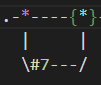 .-*----{*}
|      |
\#7---/